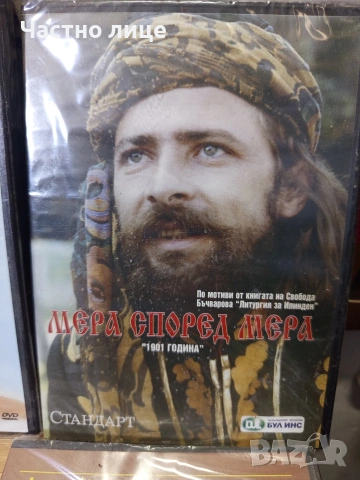 Частно лице
По мотиви от книгата на Свобода
Бъчварова "Литургия за Илинден"
МЕРА СПОРЕД МЕРА
"1901 ГОДИНА"
СТАНДАРТ
БУЛ ИНС
DVD
BAZAR